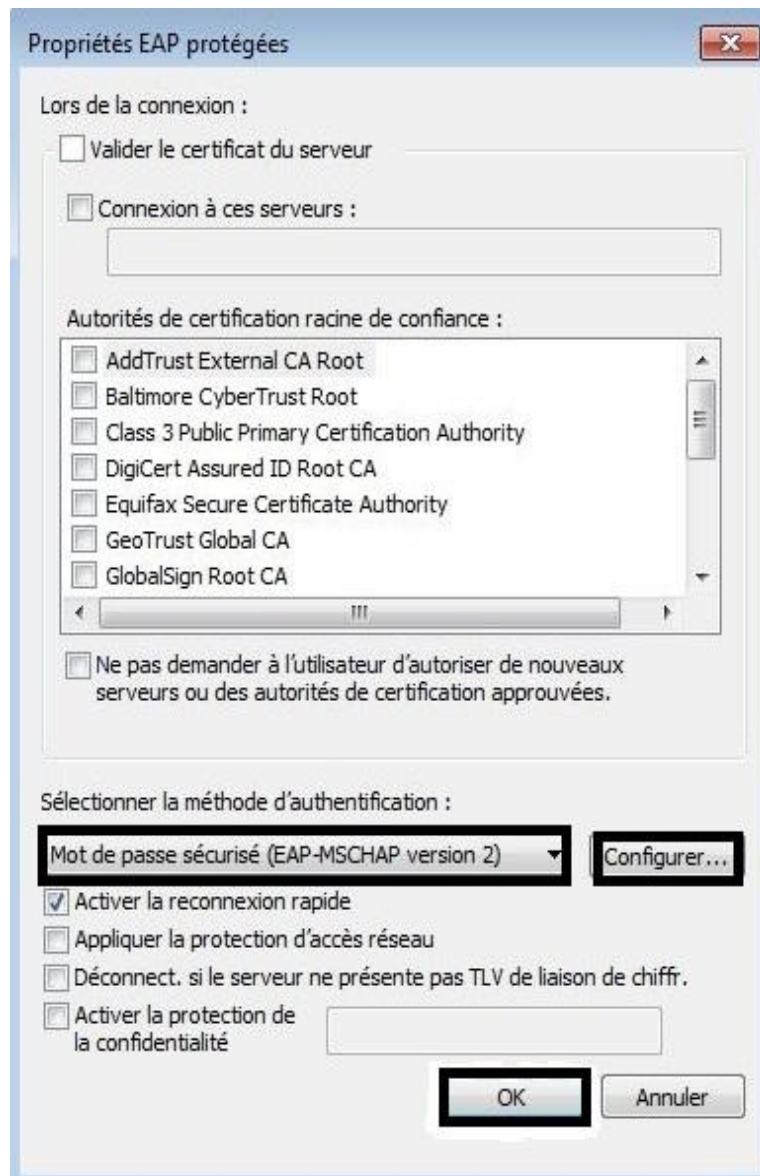 Propriétés EAP protégées
Lors de la connexion :
Valider le certificat du serveur
Connexion à ces serveurs :
Autorités de certification racine de confiance :
AddTrust External CA Root
Baltimore CyberTrust Root
Class 3 Public Primary Certification Authority
DigiCert Assured ID Root CA
Equifax Secure Certificate Authority
GeoTrust Global CA
GlobalSign Root CA
Ne pas demander à l'utilisateur d'autoriser de nouveaux
serveurs ou des autorités de certification approuvées.
Sélectionner la méthode d'authentification :
Mot de passe sécurisé (EAP-MSCHAP version 2) Configurer...
Activer la reconnexion rapide
Appliquer la protection d'accès réseau
Déconnect. si le serveur ne présente pas TLV de liaison de chiffr.
Activer la protection de
la confidentialité
OK Annuler